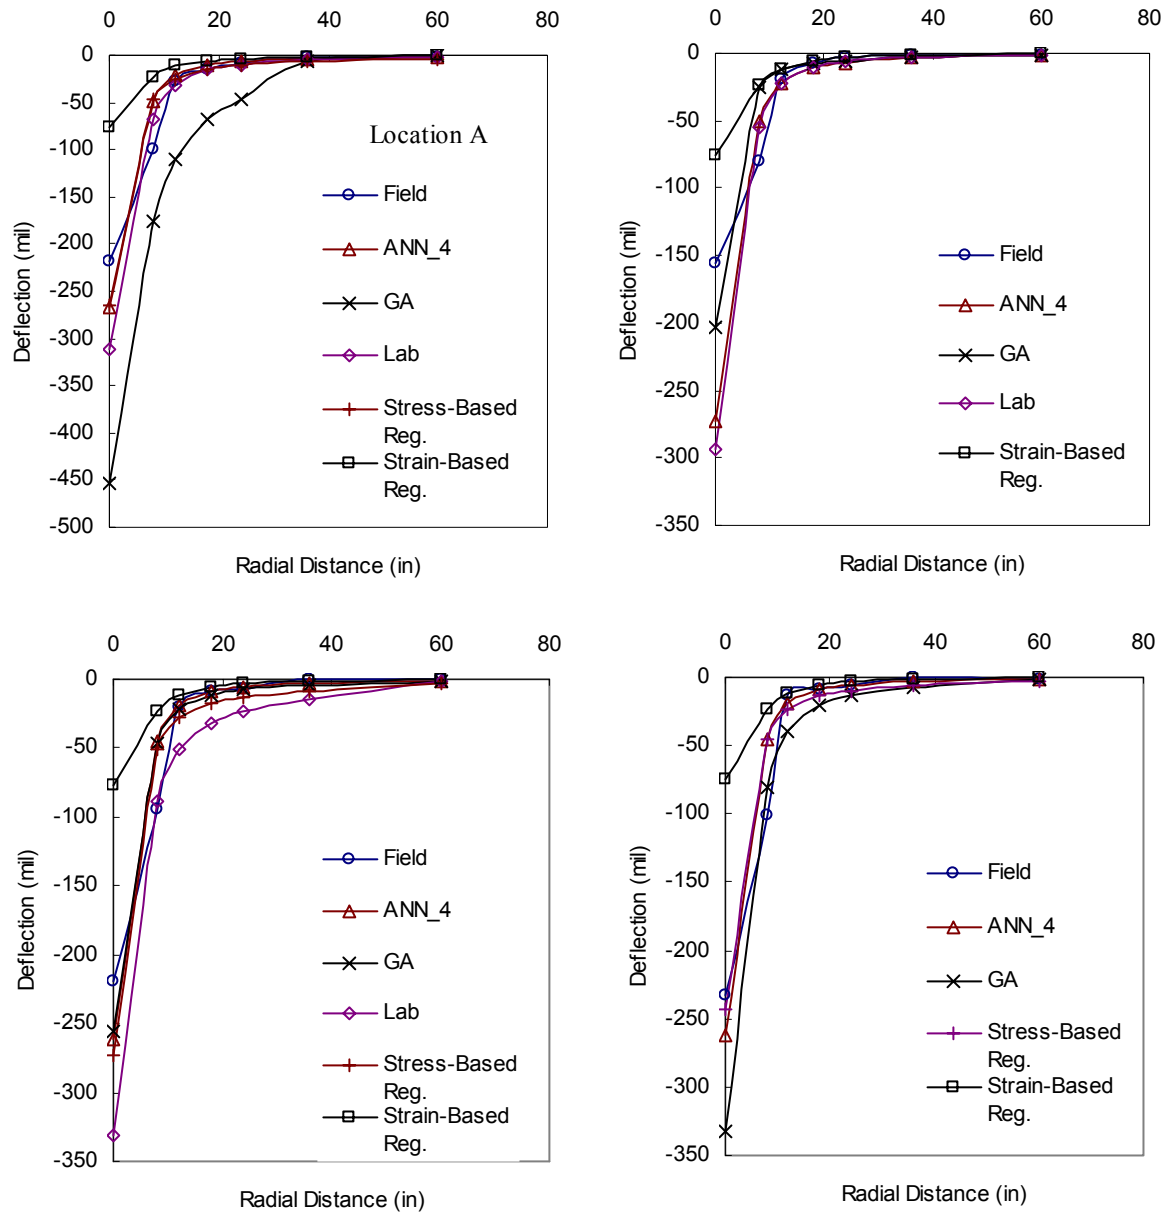 0 20 40 60 80
0
-50
-100
-150
-200
-250
-300
-350
-400
-450
-500
Deflection (mil)
Location A
Field
ANN_4
GA
Lab
Stress-Based
Reg.
Strain-Based
Reg.
Radial Distance (in)
0 20 40 60 80
0
-50
-100
-150
-200
-250
-300
-350
Deflection (mil)
Field
ANN_4
GA
Lab
Strain-Based
Reg.
Radial Distance (in)
0 20 40 60 80
0
-50
-100
-150
-200
-250
-300
-350
Deflection (mil)
Field
ANN_4
GA
Lab
Stress-Based
Reg.
Strain-Based
Reg.
Radial Distance (in)
0 20 40 60 80
0
-50
-100
-150
-200
-250
-300
-350
Deflection (mil)
Field
ANN_4
GA
Stress-Based
Reg.
Strain-Based
Reg.
Radial Distance (in)